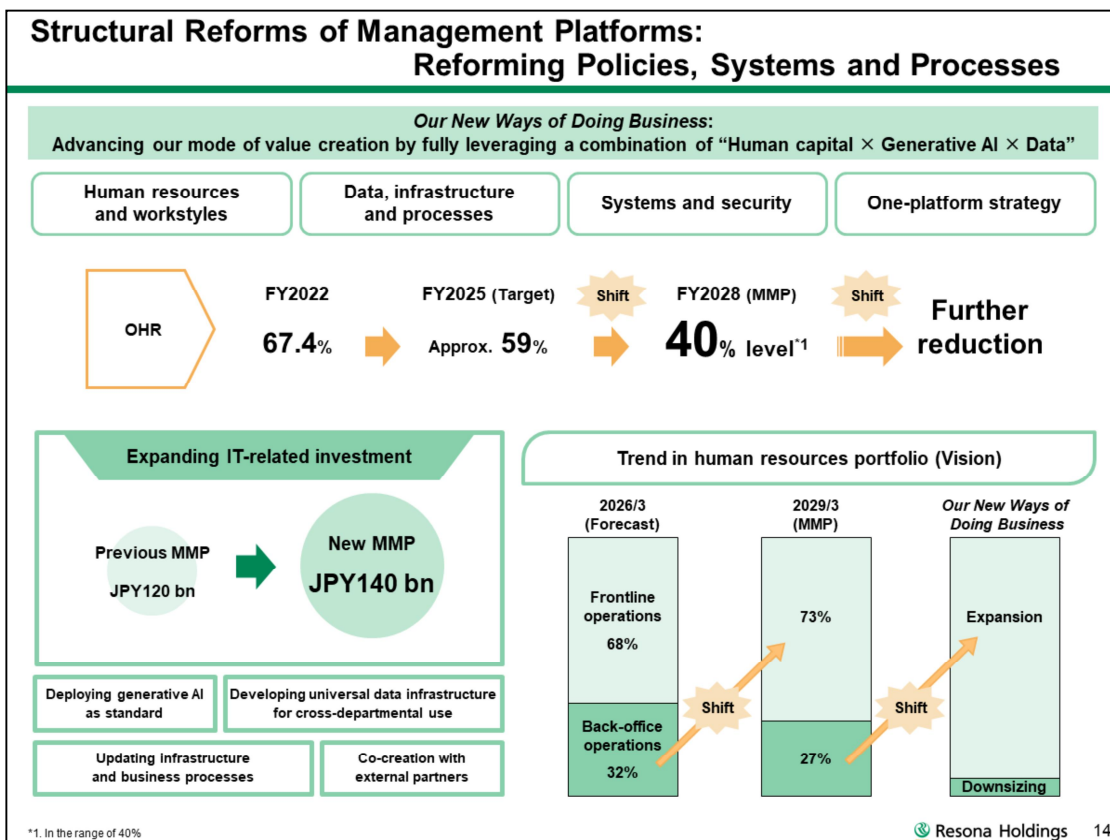 Structural Reforms of Management Platforms:
Reforming Policies, Systems and Processes
Our New Ways of Doing Business:
Advancing our mode of value creation by fully leveraging a combination of “Human capital × Generative AI × Data”
Human resources
and workstyles
Data, infrastructure
and processes
Systems and security
One-platform strategy
OHR
FY2022
67.4%
FY2025 (Target)
Approx. 59%
Shift
FY2028 (MMP)
40% level*1
Shift
Further
reduction
Expanding IT-related investment
Previous MMP
JPY120 bn
New MMP
JPY140 bn
Deploying generative AI
as standard
Developing universal data infrastructure
for cross-departmental use
Updating infrastructure
and business processes
Co-creation with
external partners
Trend in human resources portfolio (Vision)
2026/3
(Forecast)
2029/3
(MMP)
Our New Ways of
Doing Business
Frontline
operations
68%
73%
Expansion
Shift
Shift
Back-office
operations
32%
27%
Downsizing
*1. In the range of 40%
Resona Holdings
14